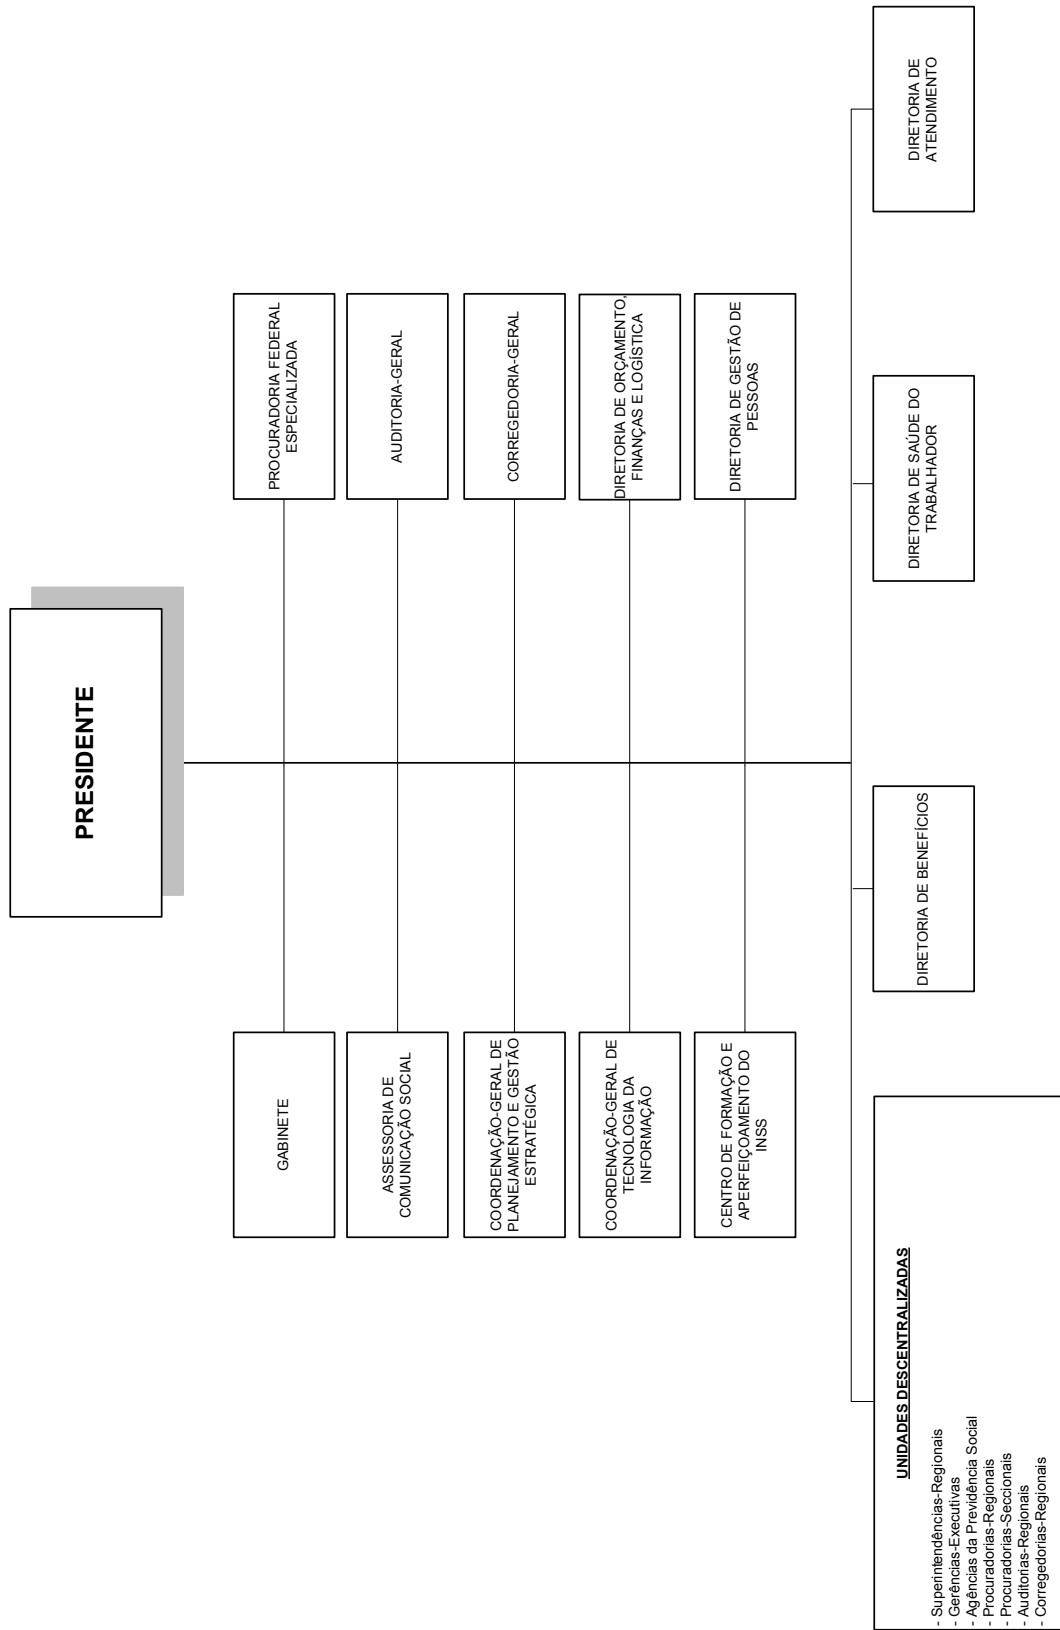 PRESIDENTE
GABINETE
PROCURADORIA FEDERAL
ESPECIALIZADA
ASSESSORIA DE
COMUNICAÇÃO SOCIAL
AUDITORIA-GERAL
COORDENAÇÃO-GERAL DE
PLANEJAMENTO E GESTÃO
ESTRATÉGICA
CORREGEDORIA-GERAL
COORDENAÇÃO-GERAL DE
TECNOLOGIA DA
INFORMAÇÃO
DIRETORIA DE ORÇAMENTO,
FINANÇAS E LOGÍSTICA
CENTRO DE FORMAÇÃO E
APERFEIÇOAMENTO DO
INSS
DIRETORIA DE GESTÃO DE
PESSOAS
UNIDADES DESCENTRALIZADAS
- Superintendências-Regionais
- Gerências-Executivas
- Agências da Previdência Social
- Procuradorias-Regionais
- Procuradorias-Seccionais
- Auditorias-Regionais
- Corregedorias-Regionais
DIRETORIA DE BENEFÍCIOS
DIRETORIA DE SAÚDE DO
TRABALHADOR
DIRETORIA DE
ATENDIMENTO